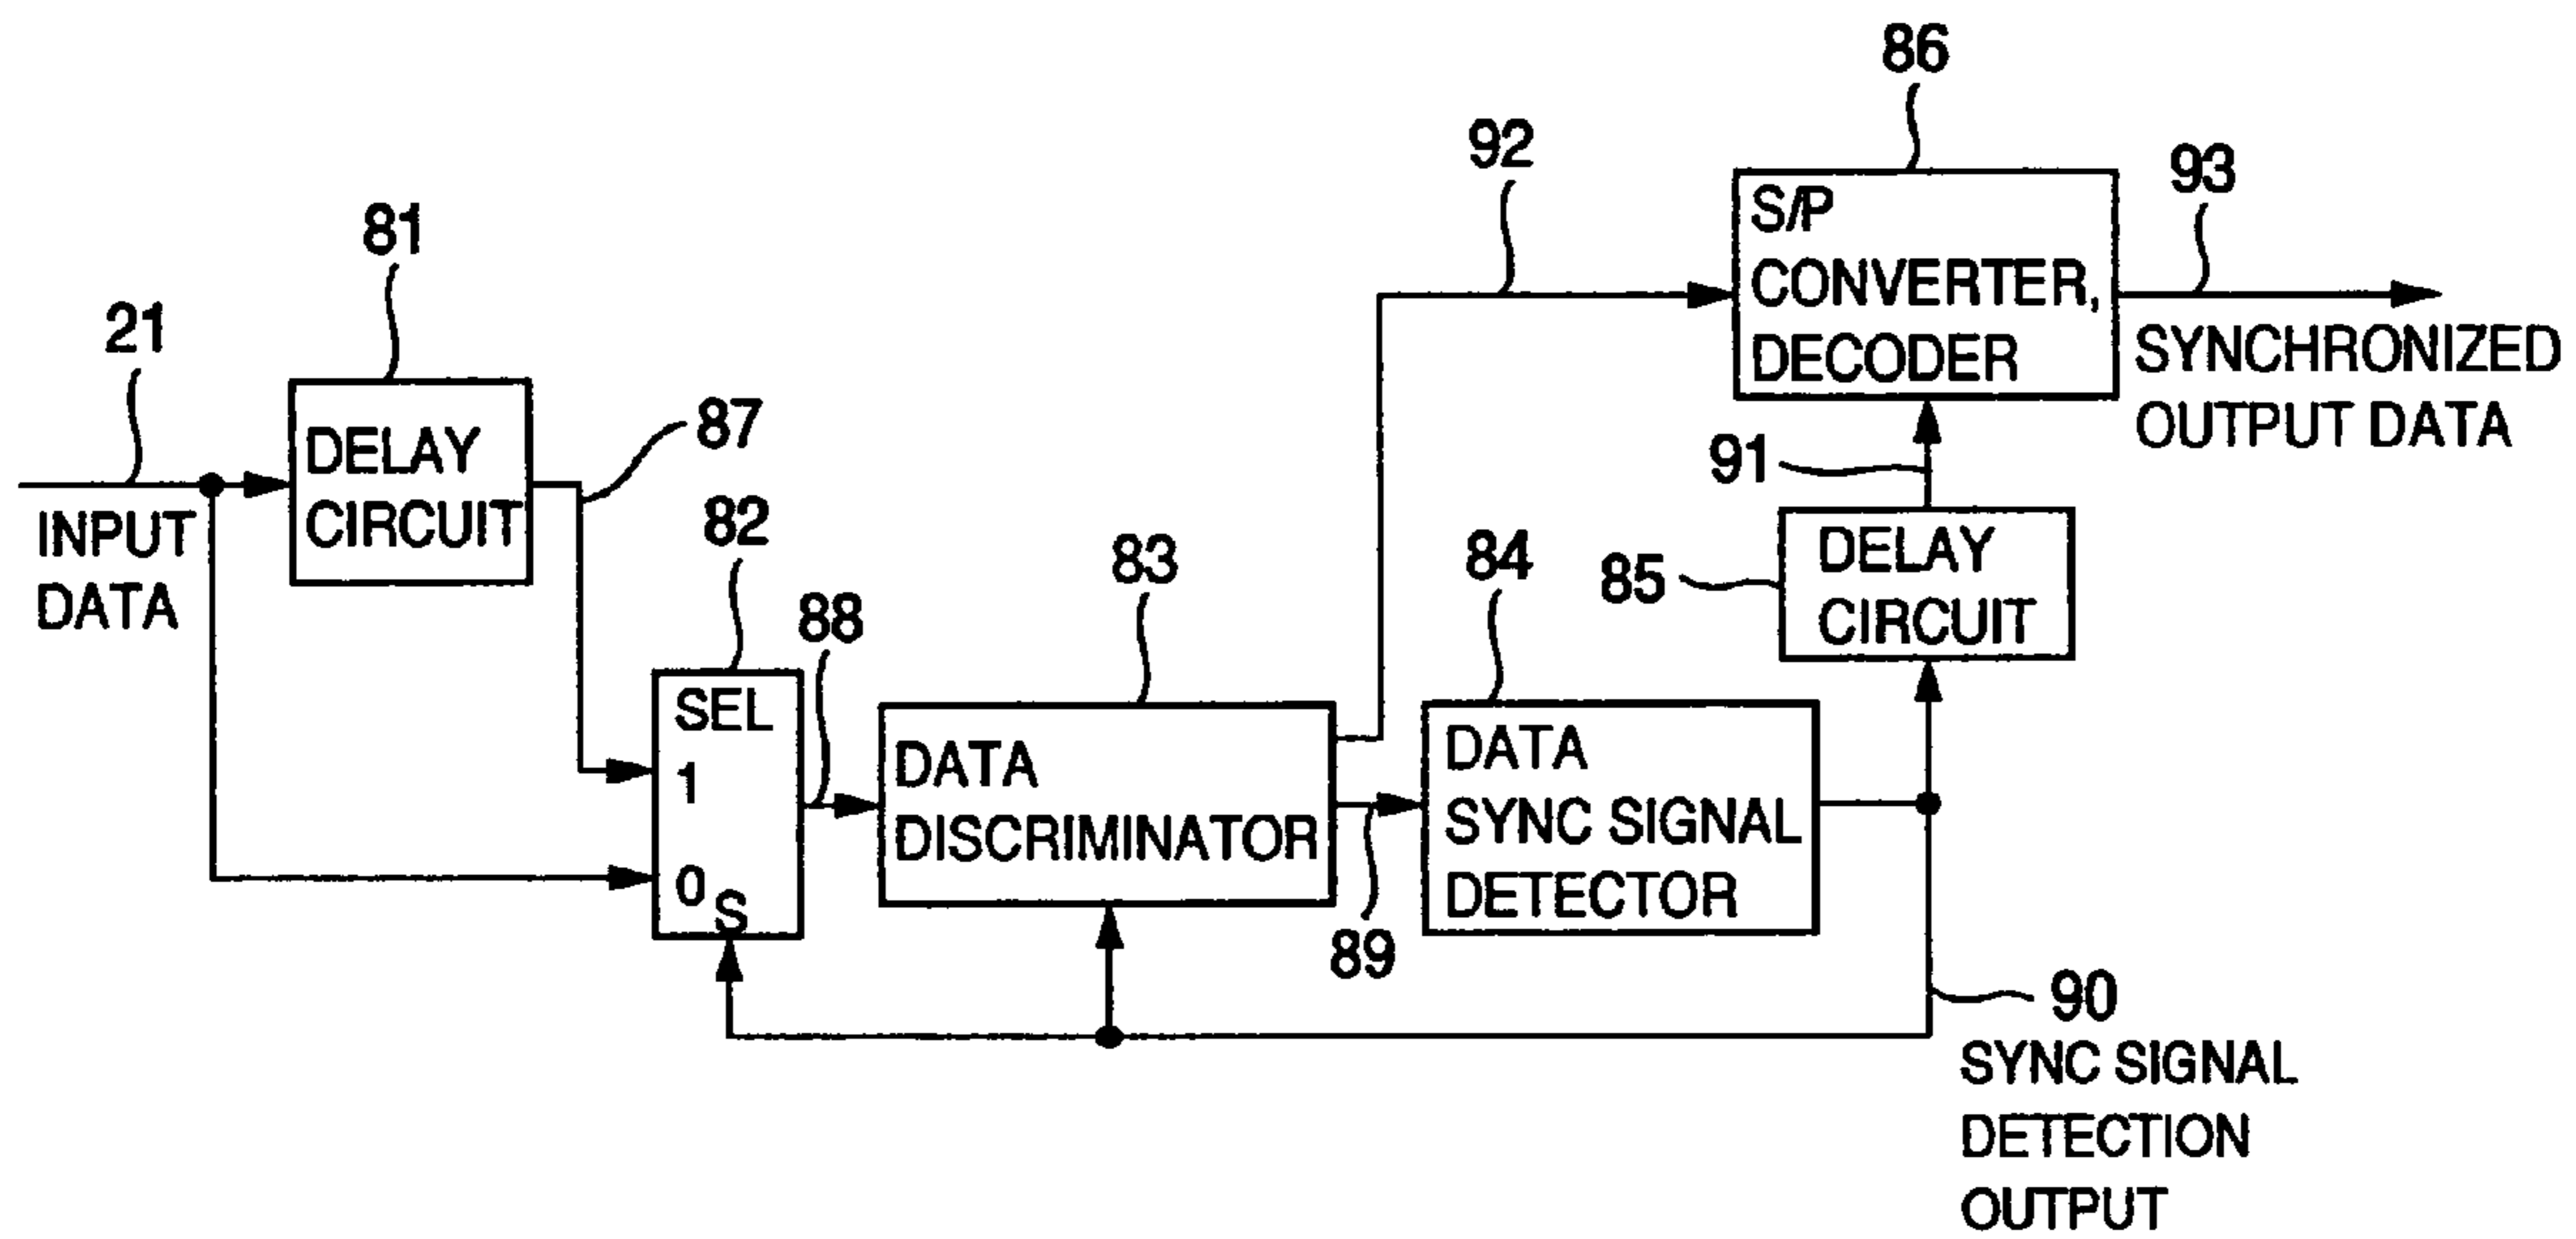 86
92
93
S/P
CONVERTER,
DECODER
81
21
SYNCHRONIZED
OUTPUT DATA
87
DELAY
CIRCUIT
91
INPUT
DATA
82
83
84
85
DELAY
CIRCUIT
88
SEL
1
0
S
DATA
DISCRIMINATOR
DATA
SYNC SIGNAL
DETECTOR
89
90
SYNC SIGNAL
DETECTION
OUTPUT